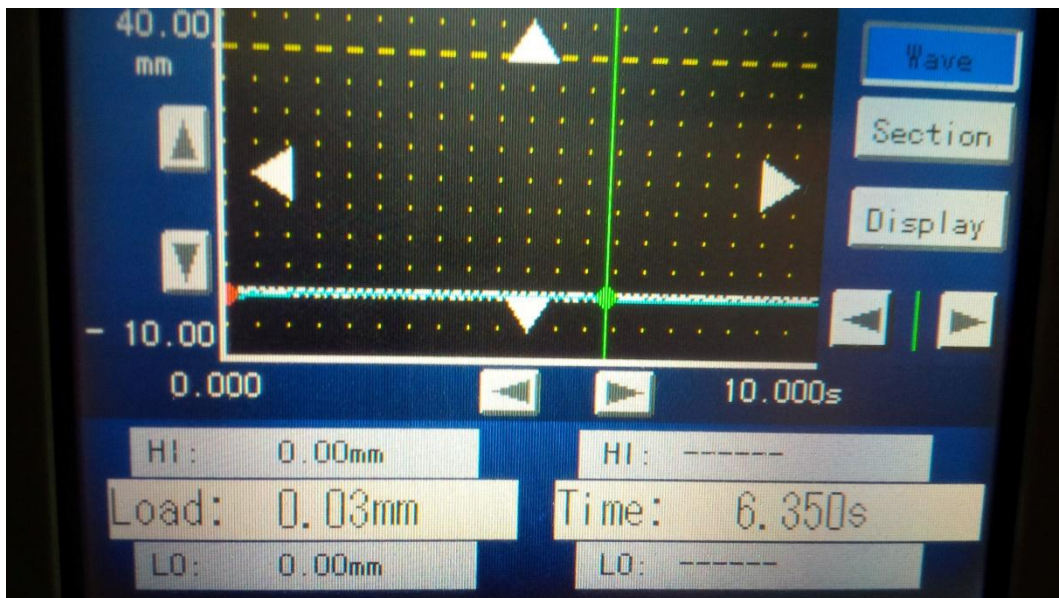 40.00
mm
Wave
Section
Display
- 10.00
0.000
10.000s
HI: 0.00mm
HI: ------
Load: 0.03mm
Time: 6.350s
LO: 0.00mm
LO: ------